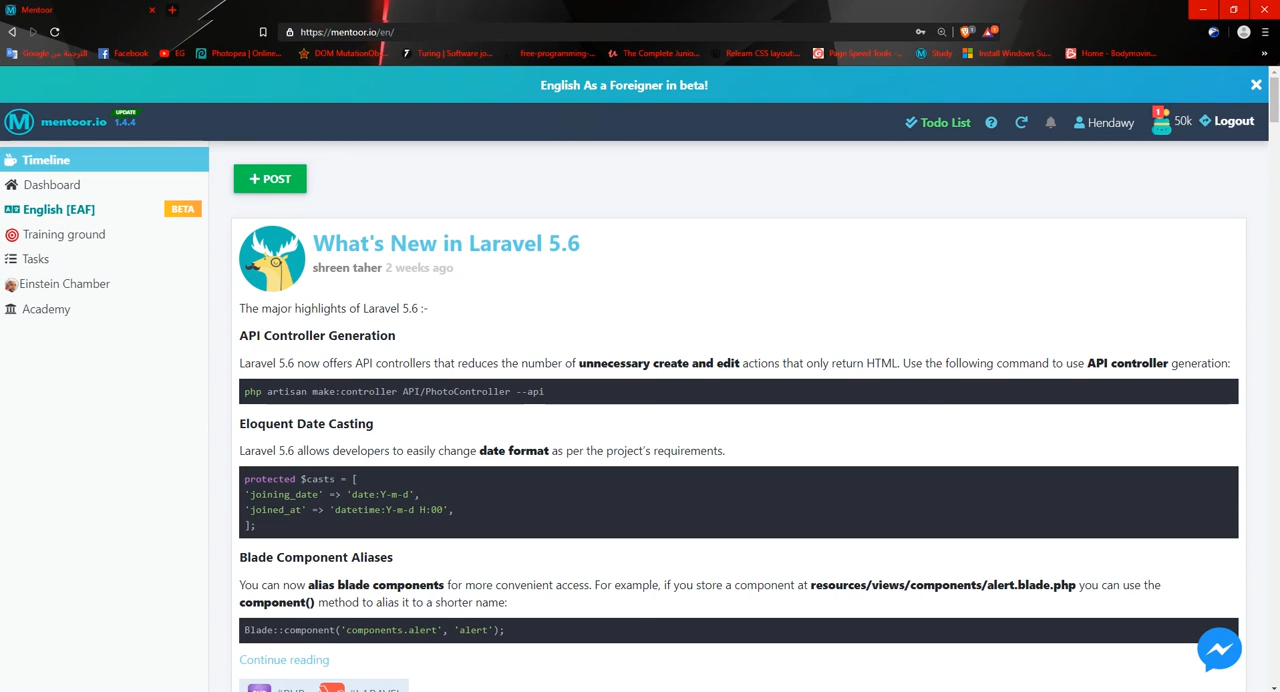 Mentoor
https://mentoor.io/en/
Facebook
EG
Photopea | Online...
DOM MutationOb...
Turing | Software jo...
free-programming-...
The Complete Junio...
Relearn CSS layout:...
Page Speed Tools -...
Study
Install Windows Su...
Home - Bodymovin...
English As a Foreigner in beta!
mentoor.io
UPDATE
1.4.4
Todo List
Hendawy
1
50k
Logout
Timeline
Dashboard
English [EAF]
BETA
Training ground
Tasks
Einstein Chamber
Academy
+ POST
What's New in Laravel 5.6
shreen taher 2 weeks ago
The major highlights of Laravel 5.6 :-
API Controller Generation
Laravel 5.6 now offers API controllers that reduces the number of unnecessary create and edit actions that only return HTML. Use the following command to use API controller generation:
php artisan make:controller API/PhotoController --api
Eloquent Date Casting
Laravel 5.6 allows developers to easily change date format as per the project's requirements.
protected $casts = [
'joining_date' => 'date:Y-m-d',
'joined_at' => 'datetime:Y-m-d H:00',
];
Blade Component Aliases
You can now alias blade components for more convenient access. For example, if you store a component at resources/views/components/alert.blade.php you can use the
component() method to alias it to a shorter name:
Blade::component('components.alert', 'alert');
Continue reading
#PHP
#LARAVEL